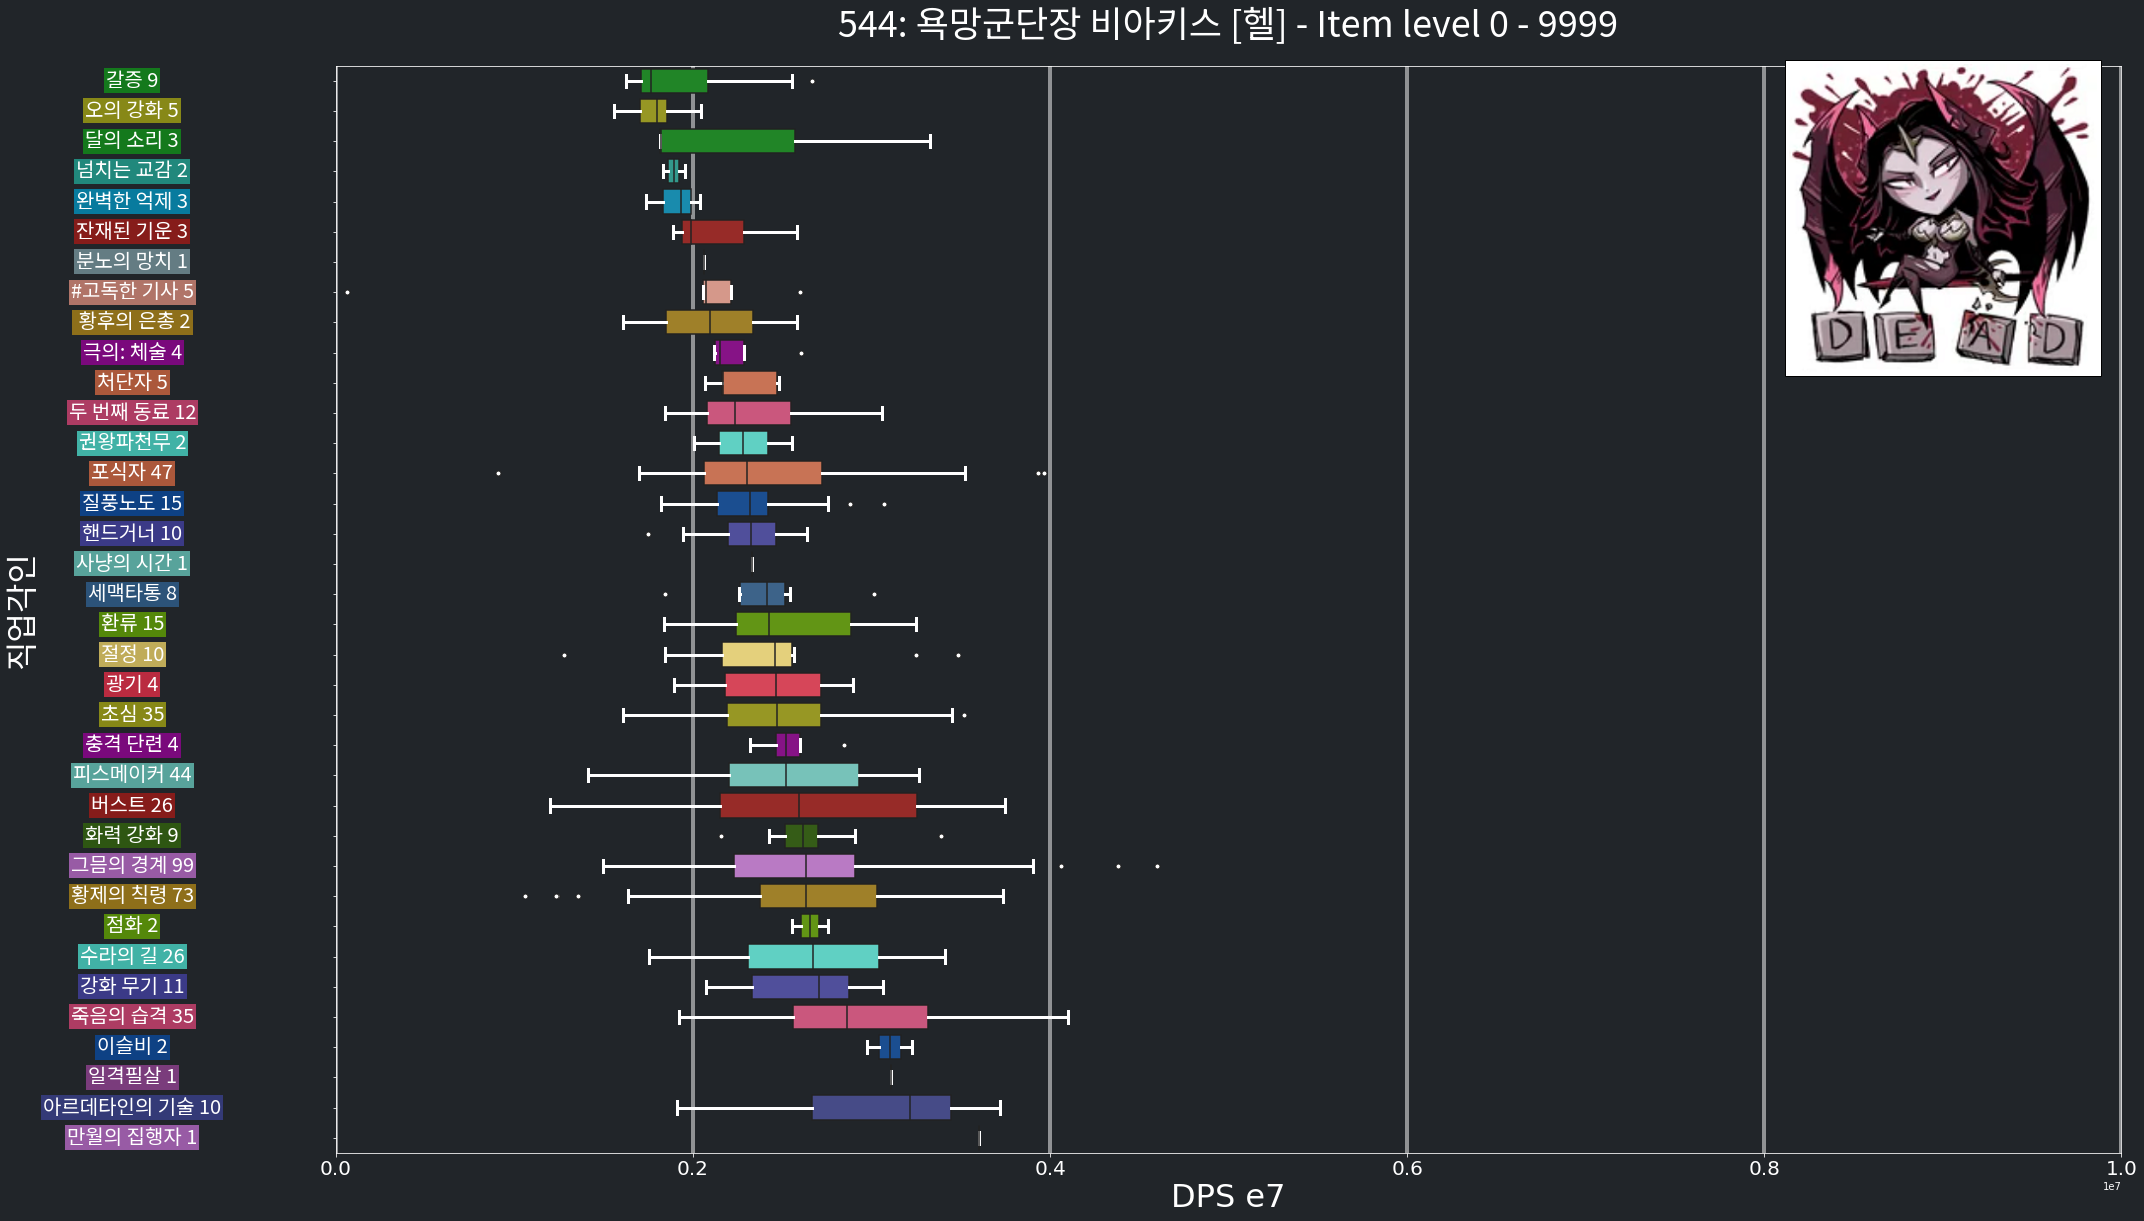 544: 욕망군단장 비아키스 [헬] - Item level 0 - 9999
갈증 9
오의 강화 5
달의 소리 3
넘치는 교감 2
완벽한 억제 3
잔재된 기운 3
분노의 망치 1
#고독한 기사 5
황후의 은총 2
극의: 체술 4
처단자 5
두 번째 동료 12
권왕파천무 2
포식자 47
질풍노도 15
핸드거너 10
사냥의 시간 1
세맥타통 8
환류 15
절정 10
광기 4
초심 35
충격 단련 4
피스메이커 44
버스트 26
화력 강화 9
그믐의 경계 99
황제의 칙령 73
점화 2
수라의 길 26
강화 무기 11
죽음의 습격 35
이슬비 2
일격필살 1
아르데타인의 기술 10
만월의 집행자 1
직업각인
DEAD
0.0 0.2 0.4 0.6 0.8 1.0
1e7
DPS e7